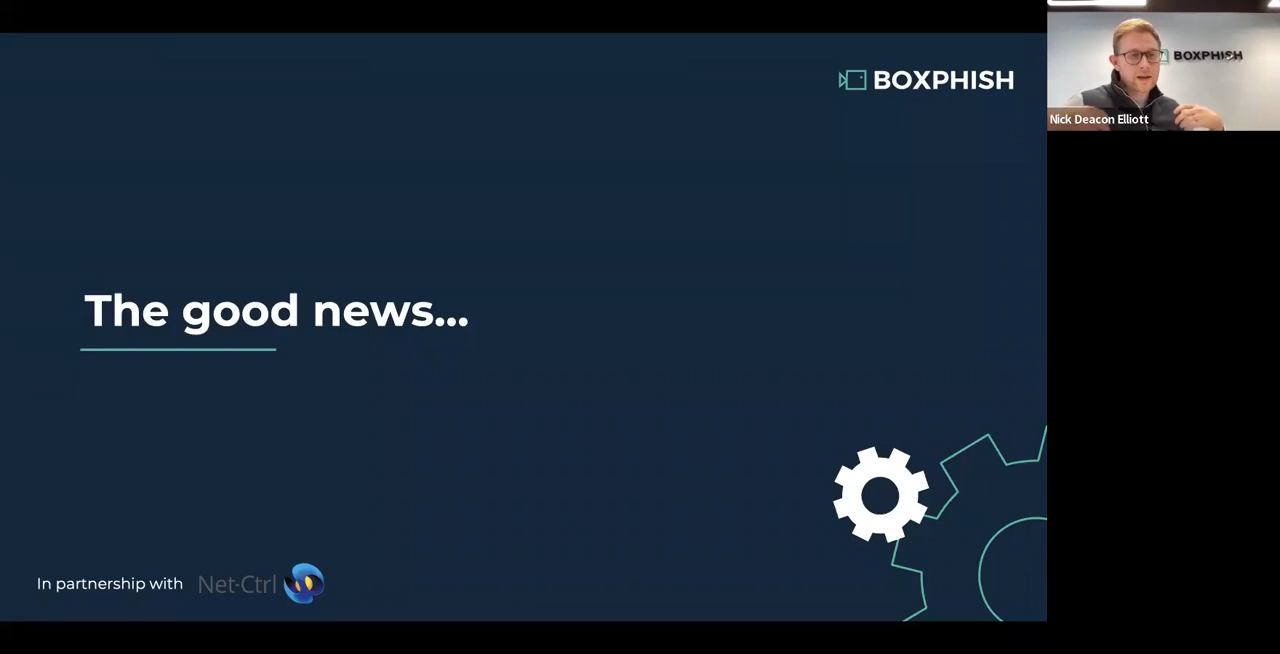 BOXPHISH
The good news...
In partnership with Net-Ctrl
BOXPHISH
Nick Deacon Elliott